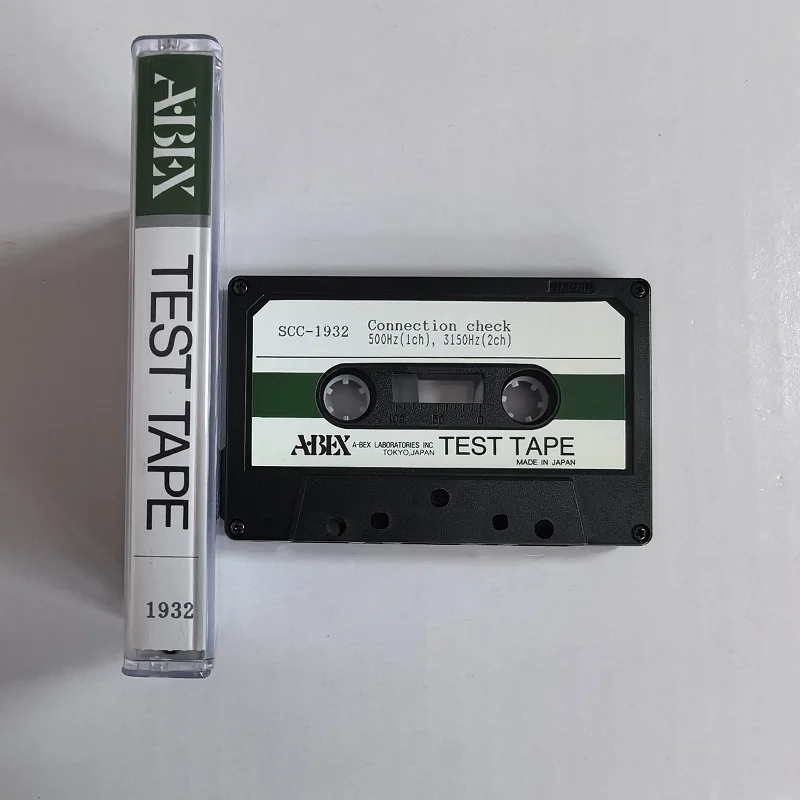 A·BEX
TEST TAPE
1932
SCC-1932 Connection check
500Hz(1ch), 3150Hz(2ch)
100 50 0
A·BEX A-BEX LABORATORIES INC. TEST TAPE
TOKYO,JAPAN
MADE IN JAPAN